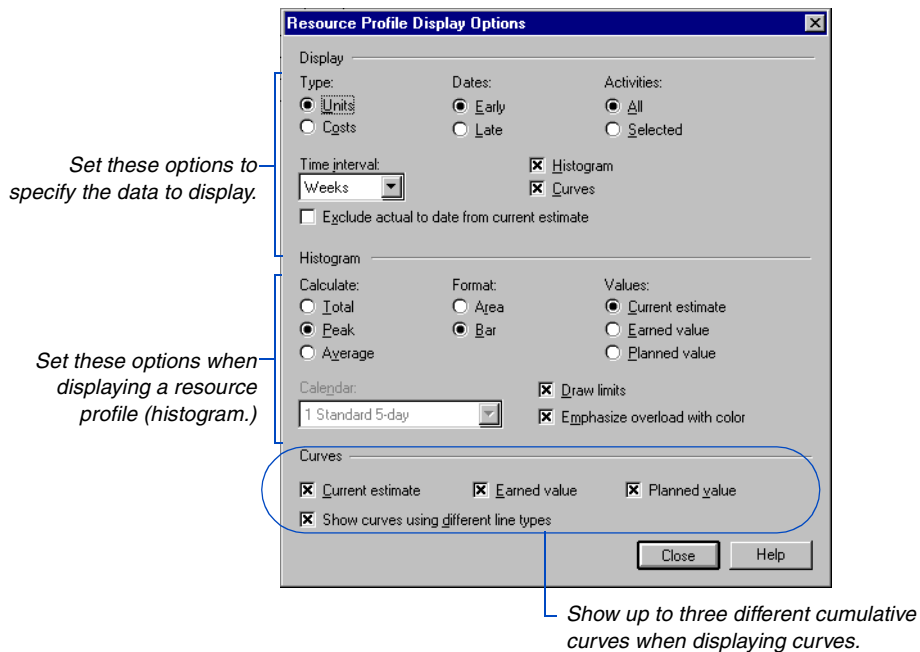 Resource Profile Display Options
Display
Type: Dates: Activities:
Units Early All
Costs Late Selected
Set these options to
specify the data to display.
Time interval: Histogram
Weeks Curves
Exclude actual to date from current estimate
Histogram
Calculate: Format: Values:
Total Area Current estimate
Peak Bar Earned value
Average Planned value
Set these options when
displaying a resource
profile (histogram.)
Calendar: Draw limits
1 Standard 5-day Emphasize overload with color
Curves
Current estimate Earned value Planned value
Show curves using different line types
Close Help
Show up to three different cumulative
curves when displaying curves.